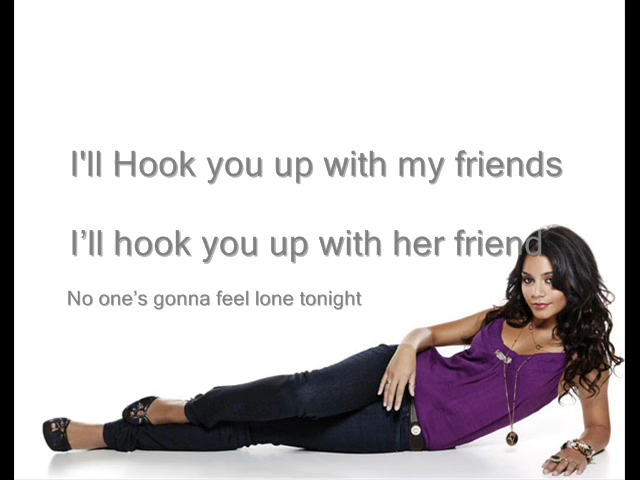 I'll Hook you up with my friends
I’ll hook you up with her friend
No one’s gonna feel lone tonight